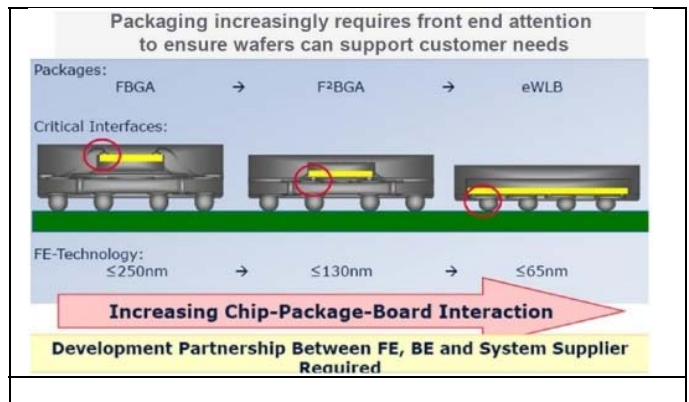 Packaging increasingly requires front end attention
to ensure wafers can support customer needs
Packages:
FBGA → F²BGA → eWLB
Critical Interfaces:
FE-Technology:
≤250nm → ≤130nm → ≤65nm
Increasing Chip-Package-Board Interaction
Development Partnership Between FE, BE and System Supplier
Required